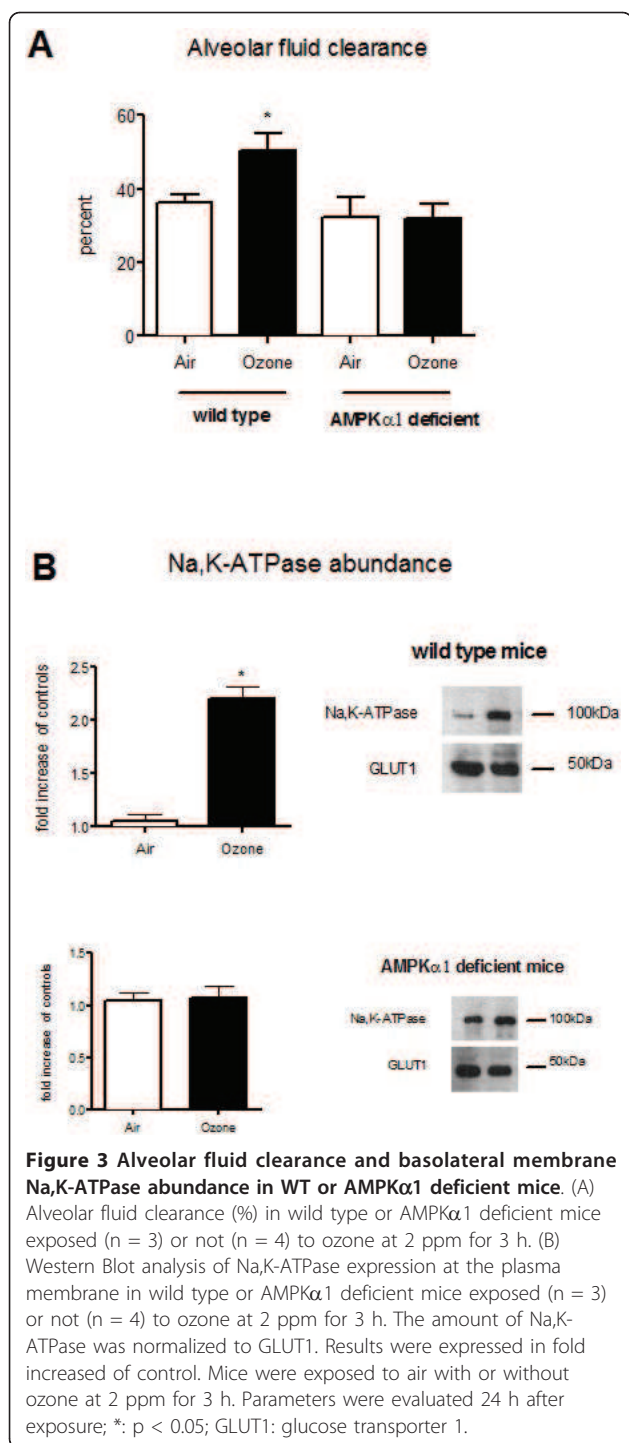 A
Alveolar fluid clearance
60
40
20
0
percent
*
Air
Ozone
Air
Ozone
wild type
AMPKα1 deficient
B
Na,K-ATPase abundance
2.5
2.0
1.5
1.0
fold increase of controls
*
Air
Ozone
wild type mice
Na,K-ATPase
100kDa
GLUT1
50kDa
1.5
1.0
0.5
0.0
fold increase of controls
Air
Ozone
AMPKα1 deficient mice
Na,K-ATPase
100kDa
GLUT1
50kDa
Figure 3 Alveolar fluid clearance and basolateral membrane
Na,K-ATPase abundance in WT or AMPKα1 deficient mice. (A)
Alveolar fluid clearance (%) in wild type or AMPKα1 deficient mice
exposed (n = 3) or not (n = 4) to ozone at 2 ppm for 3 h. (B)
Western Blot analysis of Na,K-ATPase expression at the plasma
membrane in wild type or AMPKα1 deficient mice exposed (n = 3)
or not (n = 4) to ozone at 2 ppm for 3 h. The amount of Na,K-
ATPase was normalized to GLUT1. Results were expressed in fold
increased of control. Mice were exposed to air with or without
ozone at 2 ppm for 3 h. Parameters were evaluated 24 h after
exposure; *: p < 0.05; GLUT1: glucose transporter 1.